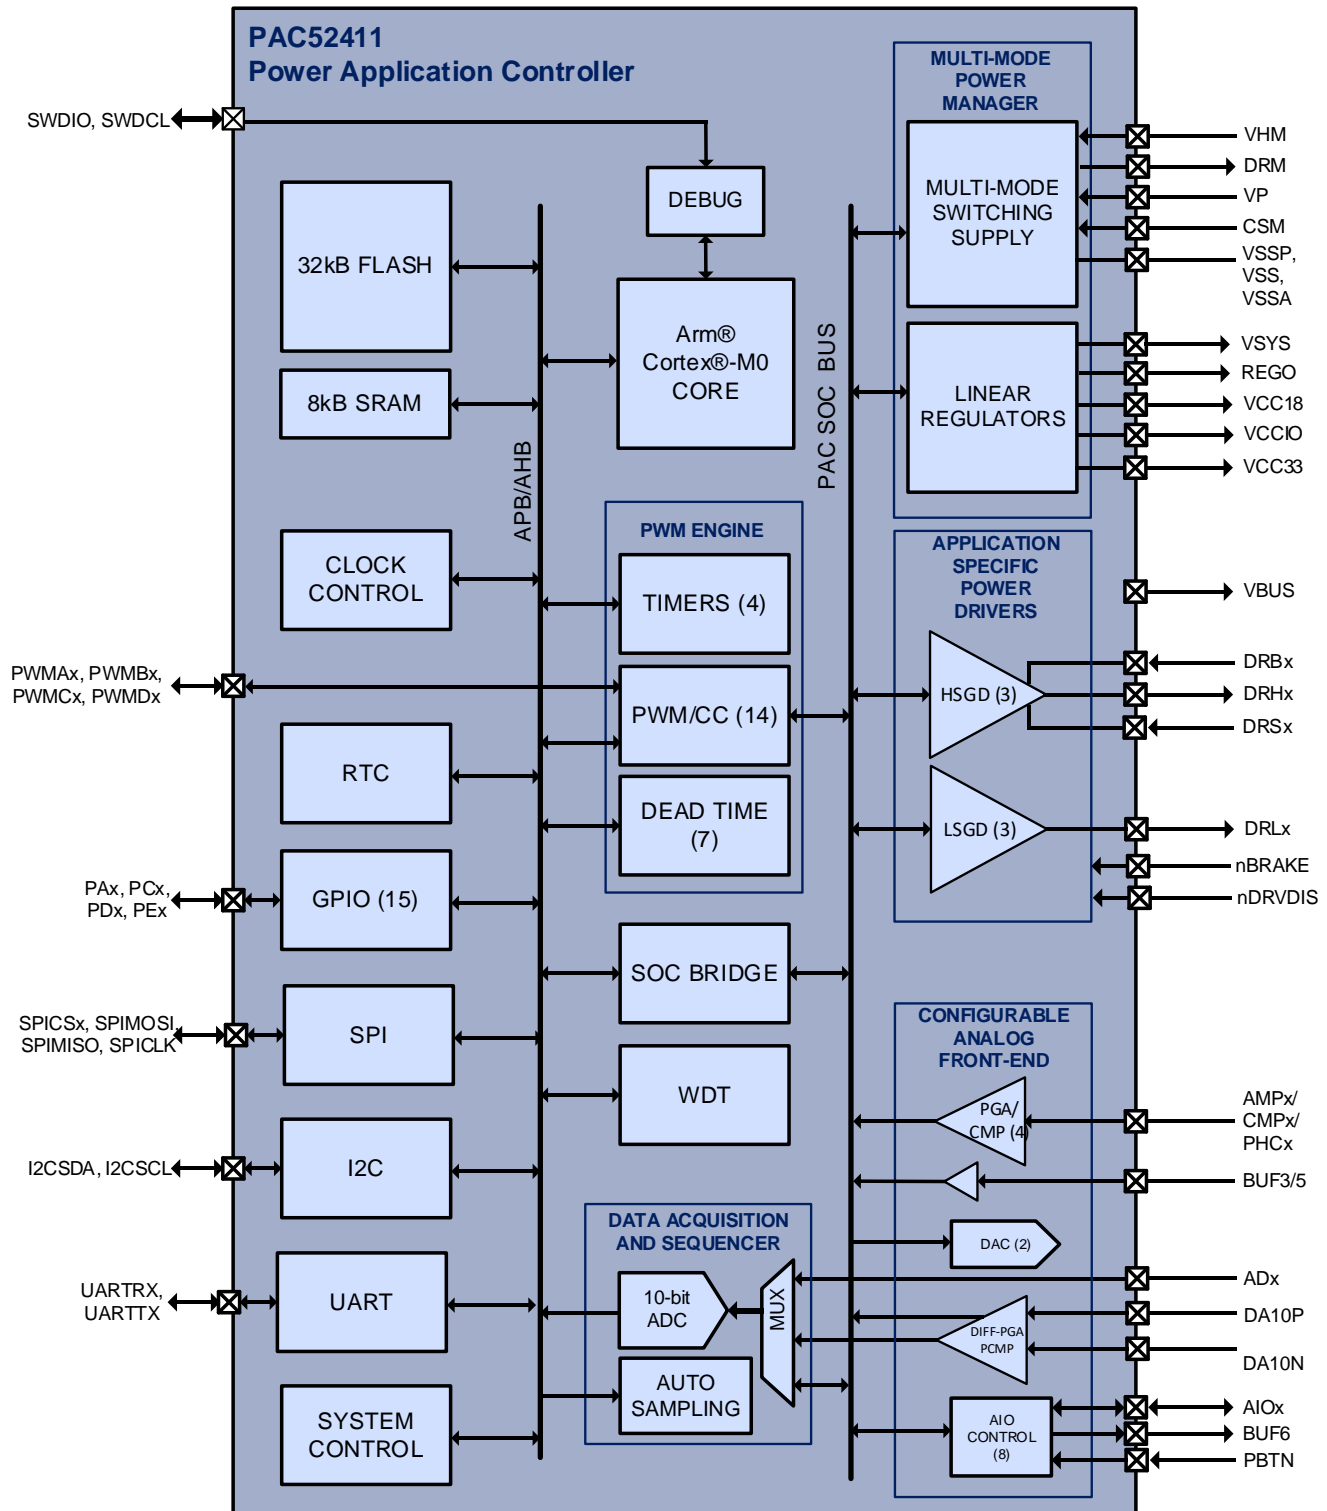 PAC52411
Power Application Controller
SWDIO, SWDCL
DEBUG
32kB FLASH
8kB SRAM
Arm®
Cortex®-M0
CORE
APB/AHB
PAC SOC BUS
MULTI-MODE
POWER
MANAGER
MULTI-MODE
SWITCHING
SUPPLY
LINEAR
REGULATORS
VHM
DRM
VP
CSM
VSSP,
VSS,
VSSA
VSYS
REGO
VCC18
VCCIO
VCC33
CLOCK
CONTROL
PWM ENGINE
TIMERS (4)
PWM/CC (14)
DEAD TIME
(7)
PWMAx, PWMBx,
PWMCx, PWMDx
RTC
PAx, PCx,
PDx, PEx
GPIO (15)
APPLICATION
SPECIFIC
POWER
DRIVERS
HSGD (3)
LSGD (3)
VBUS
DRBx
DRHx
DRSx
DRLx
nBRAKE
nDRVDIS
SOC BRIDGE
WDT
SPICSx, SPIMOSI,
SPIMISO, SPICLK
SPI
I2CSDA, I2CSCL
I2C
UARTRX,
UARTTX
UART
SYSTEM
CONTROL
DATA ACQUISITION
AND SEQUENCER
10-bit
ADC
MUX
AUTO
SAMPLING
CONFIGURABLE
ANALOG
FRONT-END
PGA/
CMP (4)
DAC (2)
DIFF-PGA
PCMP
AIO
CONTROL
(8)
AMPx/
CMPx/
PHCx
BUF3/5
ADx
DA10P
DA10N
AIOx
BUF6
PBTN